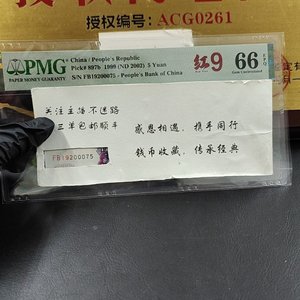 授权编号：ACG0261
PMG
PAPER MONEY GUARANTY
China / People's Republic
Pick# 897b 1999 (ND 2002) 5 Yuan
S/N FB19200075 - People's Bank of China
红9
66 EPQ
Gem Uncirculated
关注主播不迷路
三单包邮顺丰
感恩相遇，携手同行
钱币收藏，传承经典
FB19200075